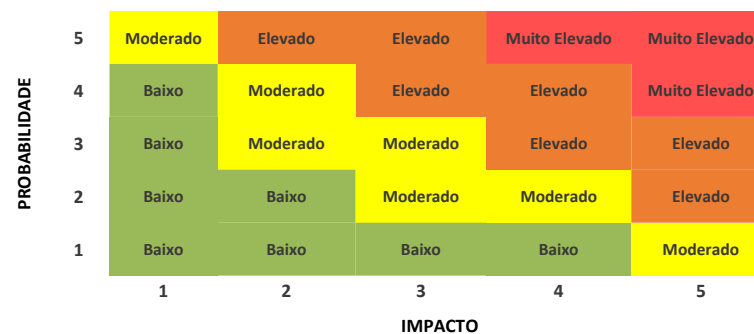 PROBABILIDADE
5 Moderado Elevado Elevado Muito Elevado Muito Elevado
4 Baixo Moderado Elevado Elevado Muito Elevado
3 Baixo Moderado Moderado Elevado Elevado
2 Baixo Baixo Moderado Moderado Elevado
1 Baixo Baixo Baixo Baixo Moderado
1 2 3 4 5
IMPACTO